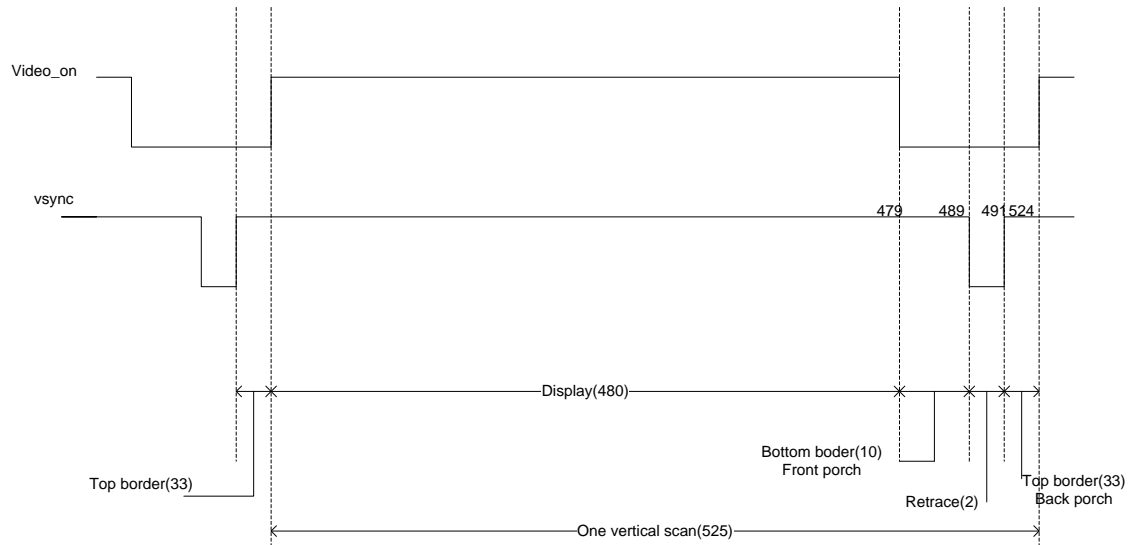 Video_on
vsync
479
489
491
524
Display(480)
Bottom boder(10)
Front porch
Top border(33)
Top border(33)
Back porch
Retrace(2)
One vertical scan(525)